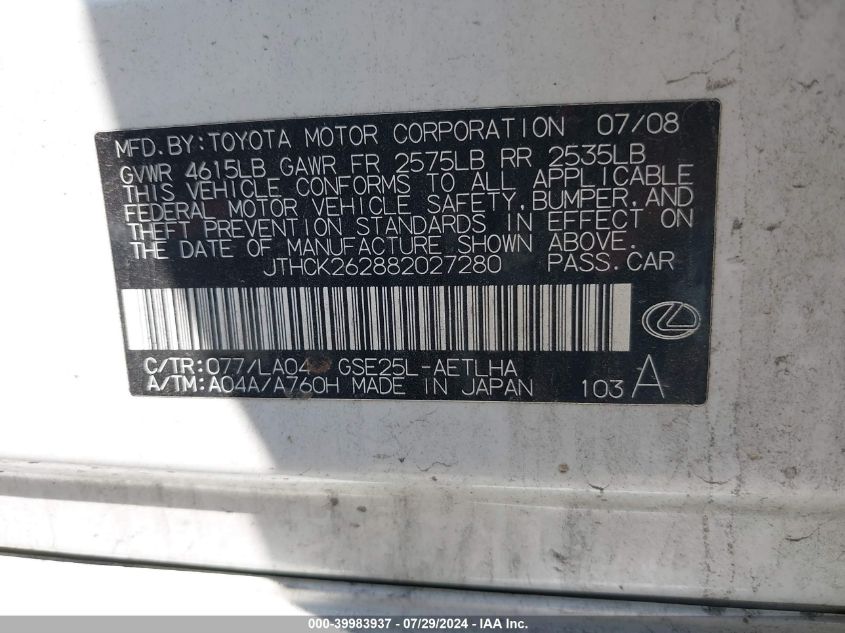 MFD. BY: TOYOTA MOTOR CORPORATION 07/08
GVWR 4615LB GAWR FR 2575LB RR 2535LB
THIS VEHICLE CONFORMS TO ALL APPLICABLE
FEDERAL MOTOR VEHICLE SAFETY, BUMPER, AND
THEFT PREVENTION STANDARDS IN EFFECT ON
THE DATE OF MANUFACTURE SHOWN ABOVE.
JTHCK262882027280 PASS. CAR
C/TR: 077/LA04 GSE25L-AETLHA
A/TM: A04A/A760H MADE IN JAPAN 103 A
000-39983937 - 07/29/2024 - IAA Inc.